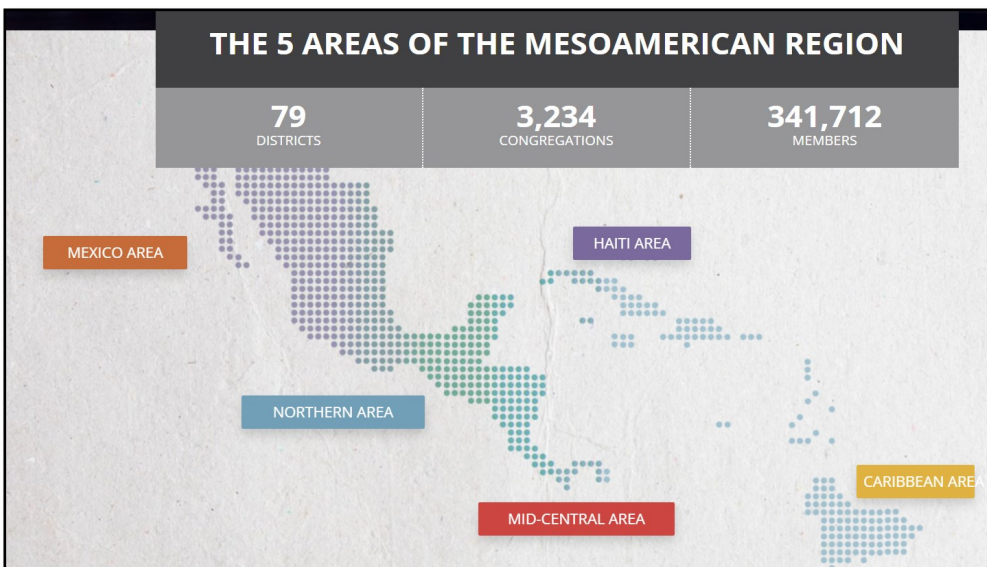 THE 5 AREAS OF THE MESOAMERICAN REGION
79
DISTRICTS
3,234
CONGREGATIONS
341,712
MEMBERS
MEXICO AREA
HAITI AREA
NORTHERN AREA
CARIBBEAN AREA
MID-CENTRAL AREA